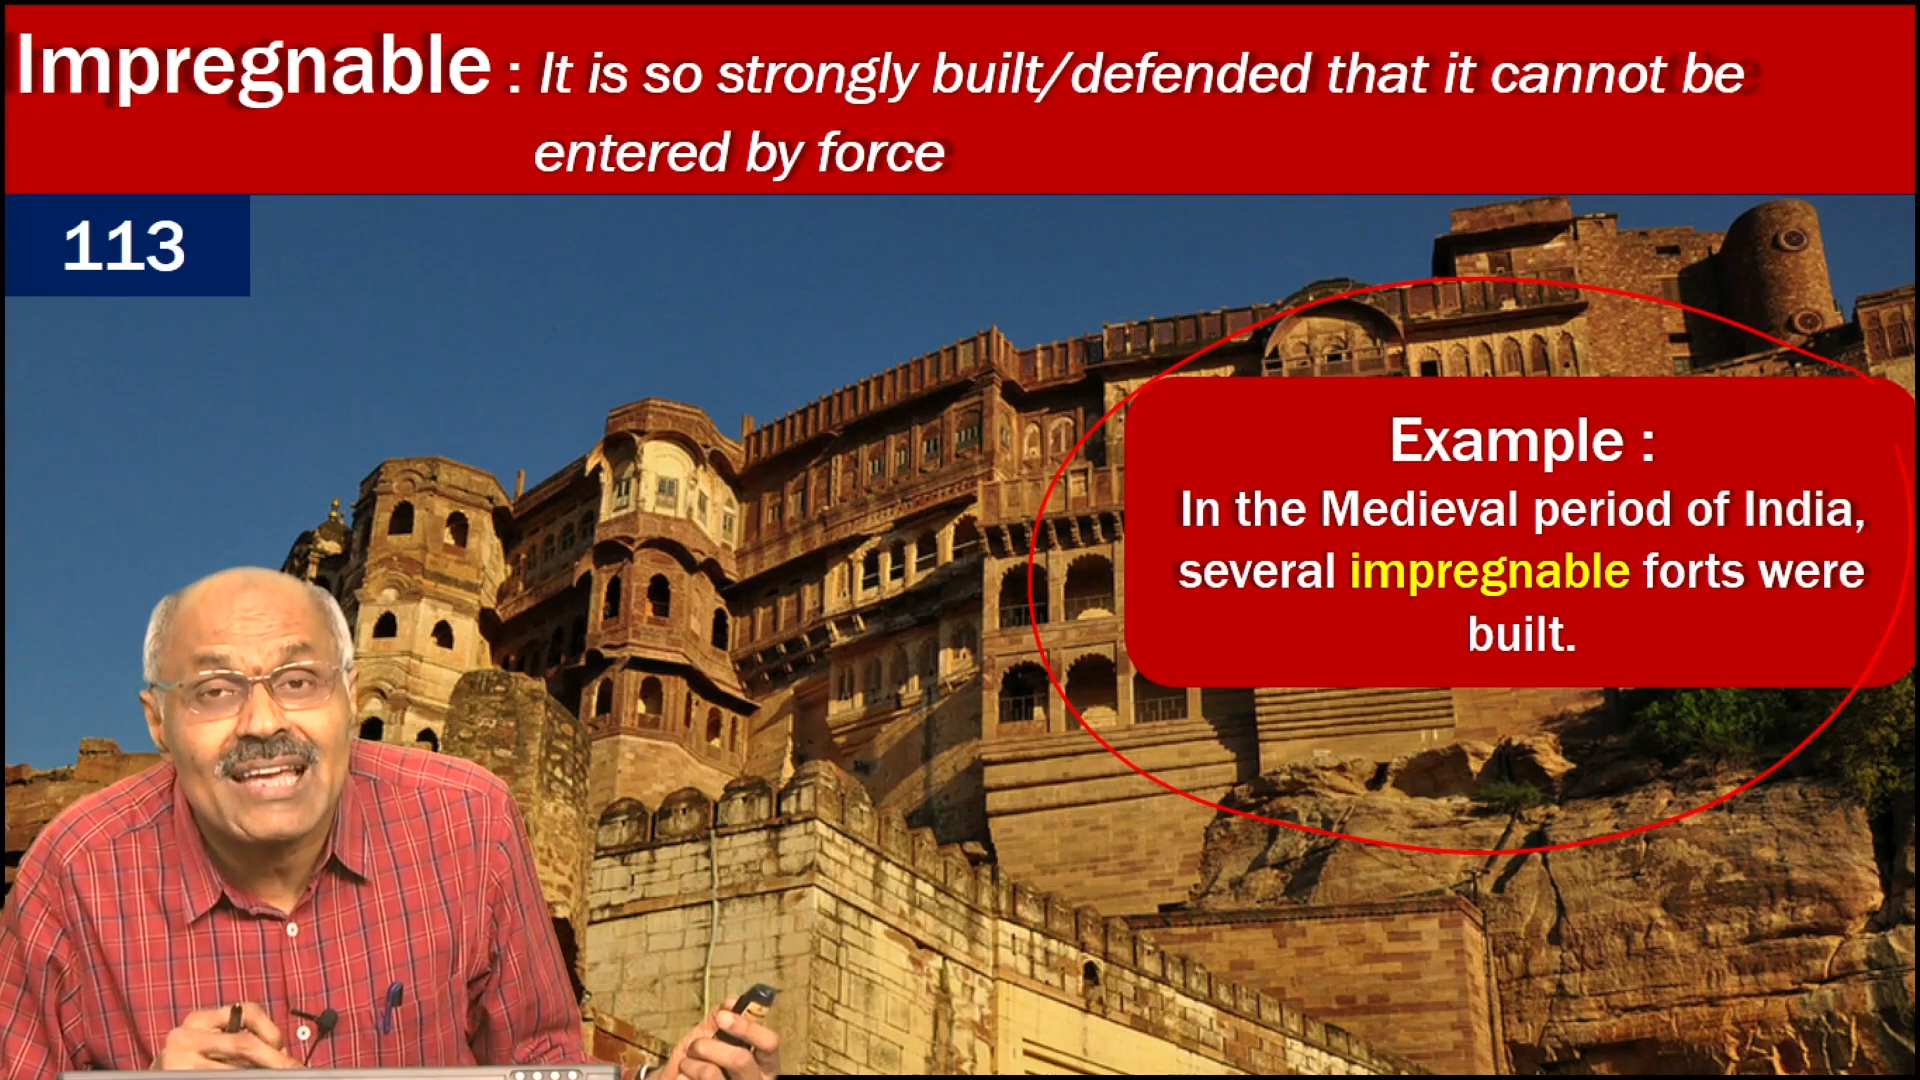 Impregnable : It is so strongly built/defended that it cannot be
entered by force
113
Example :
In the Medieval period of India,
several impregnable forts were
built.